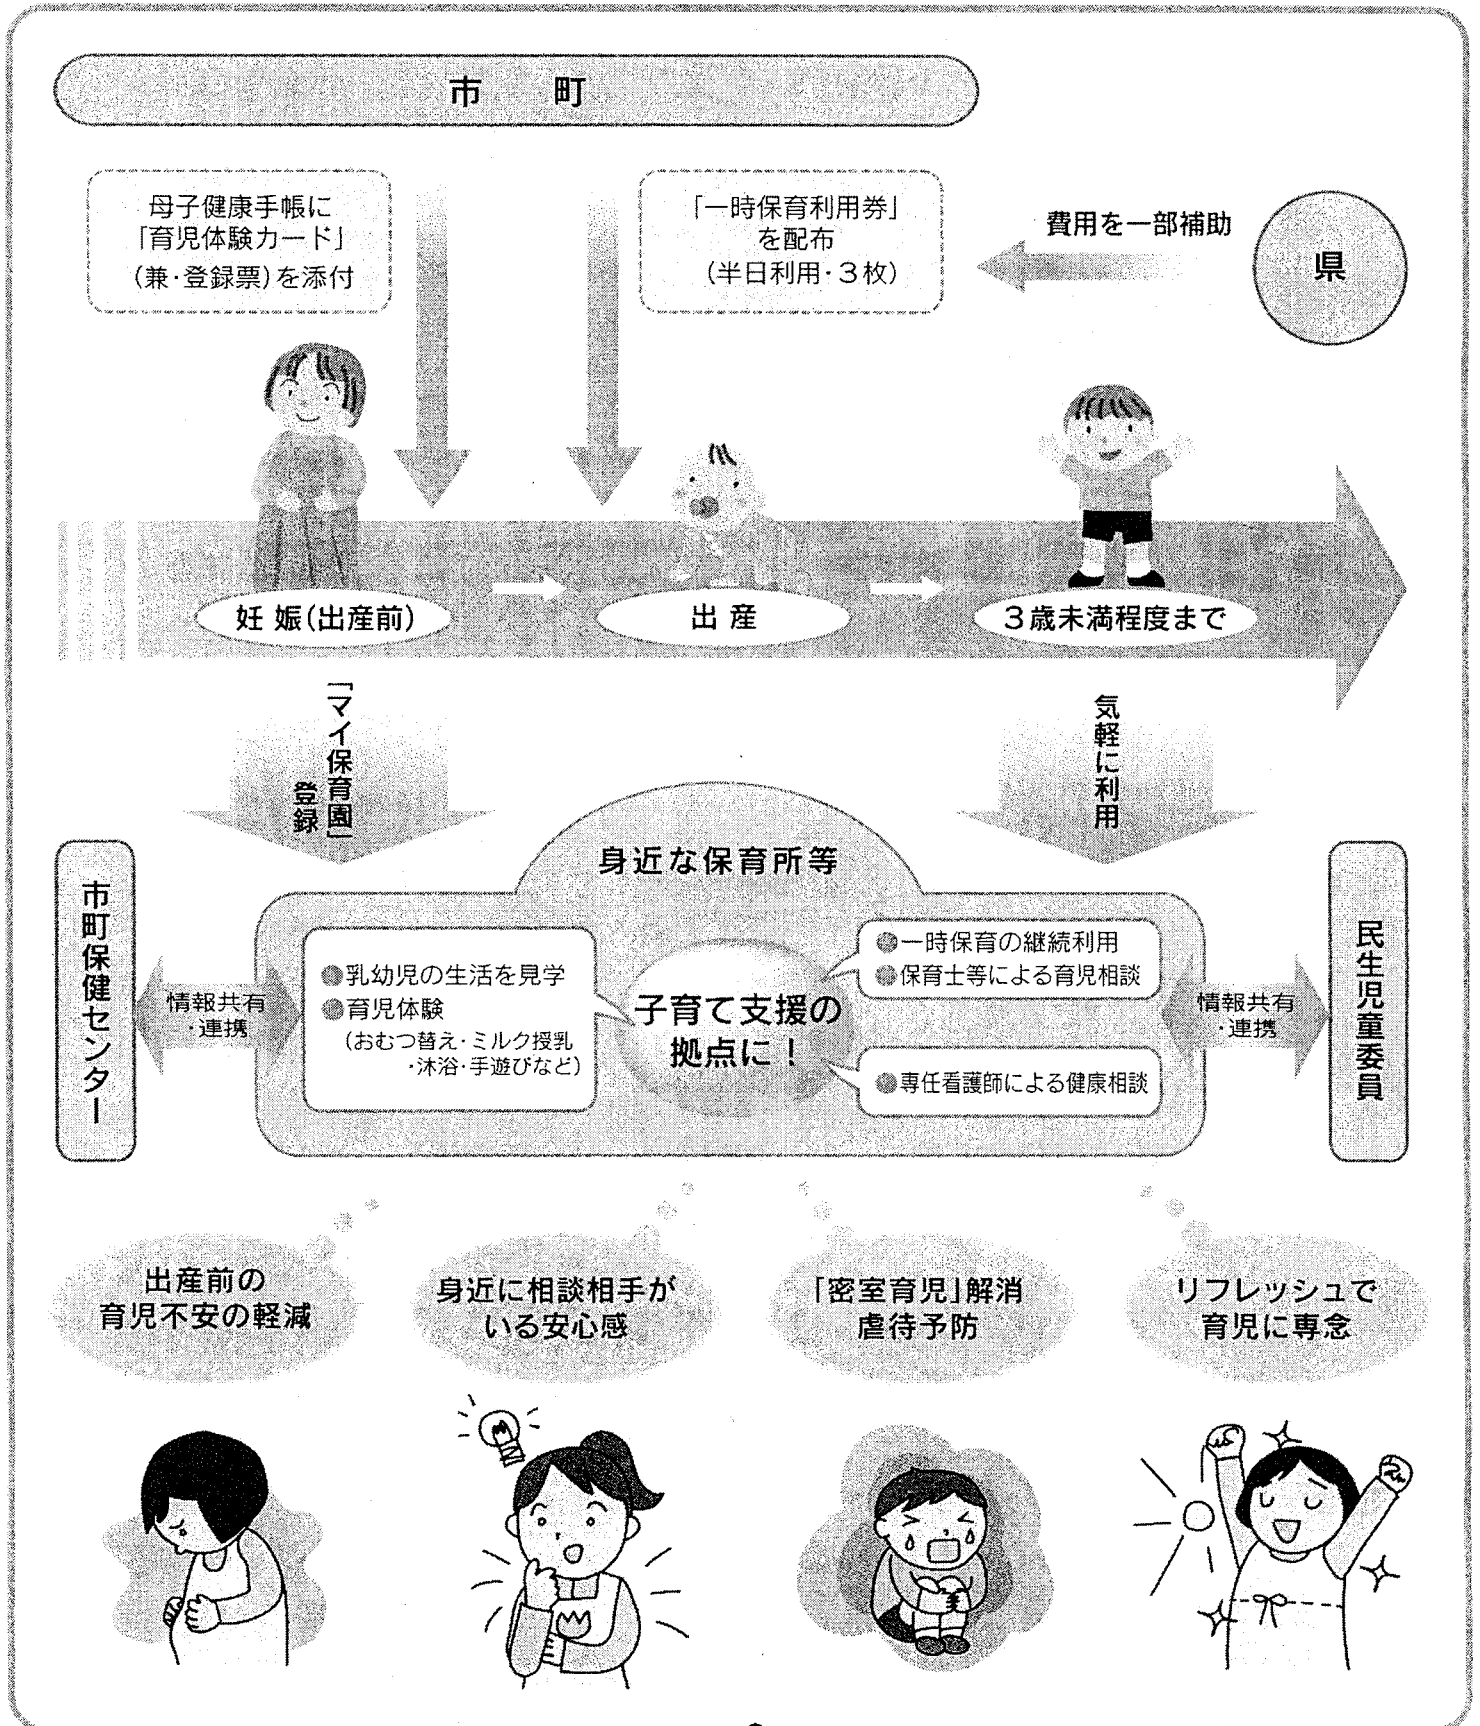 市　町
母子健康手帳に
「育児体験カード」
(兼・登録票)を添付
「一時保育利用券」
を配布
(半日利用・3枚)
費用を一部補助
県
妊娠(出産前)
出産
3歳未満程度まで
「マイ保育園」
登録
気軽に利用
身近な保育所等
市町保健センター
情報共有
・連携
●乳幼児の生活を見学
●育児体験
(おむつ替え・ミルク授乳
・沐浴・手遊びなど)
子育て支援の
拠点に!
●一時保育の継続利用
●保育士等による育児相談
●専任看護師による健康相談
情報共有
・連携
民生児童委員
出産前の
育児不安の軽減
身近に相談相手が
いる安心感
「密室育児」解消
虐待予防
リフレッシュで
育児に専念